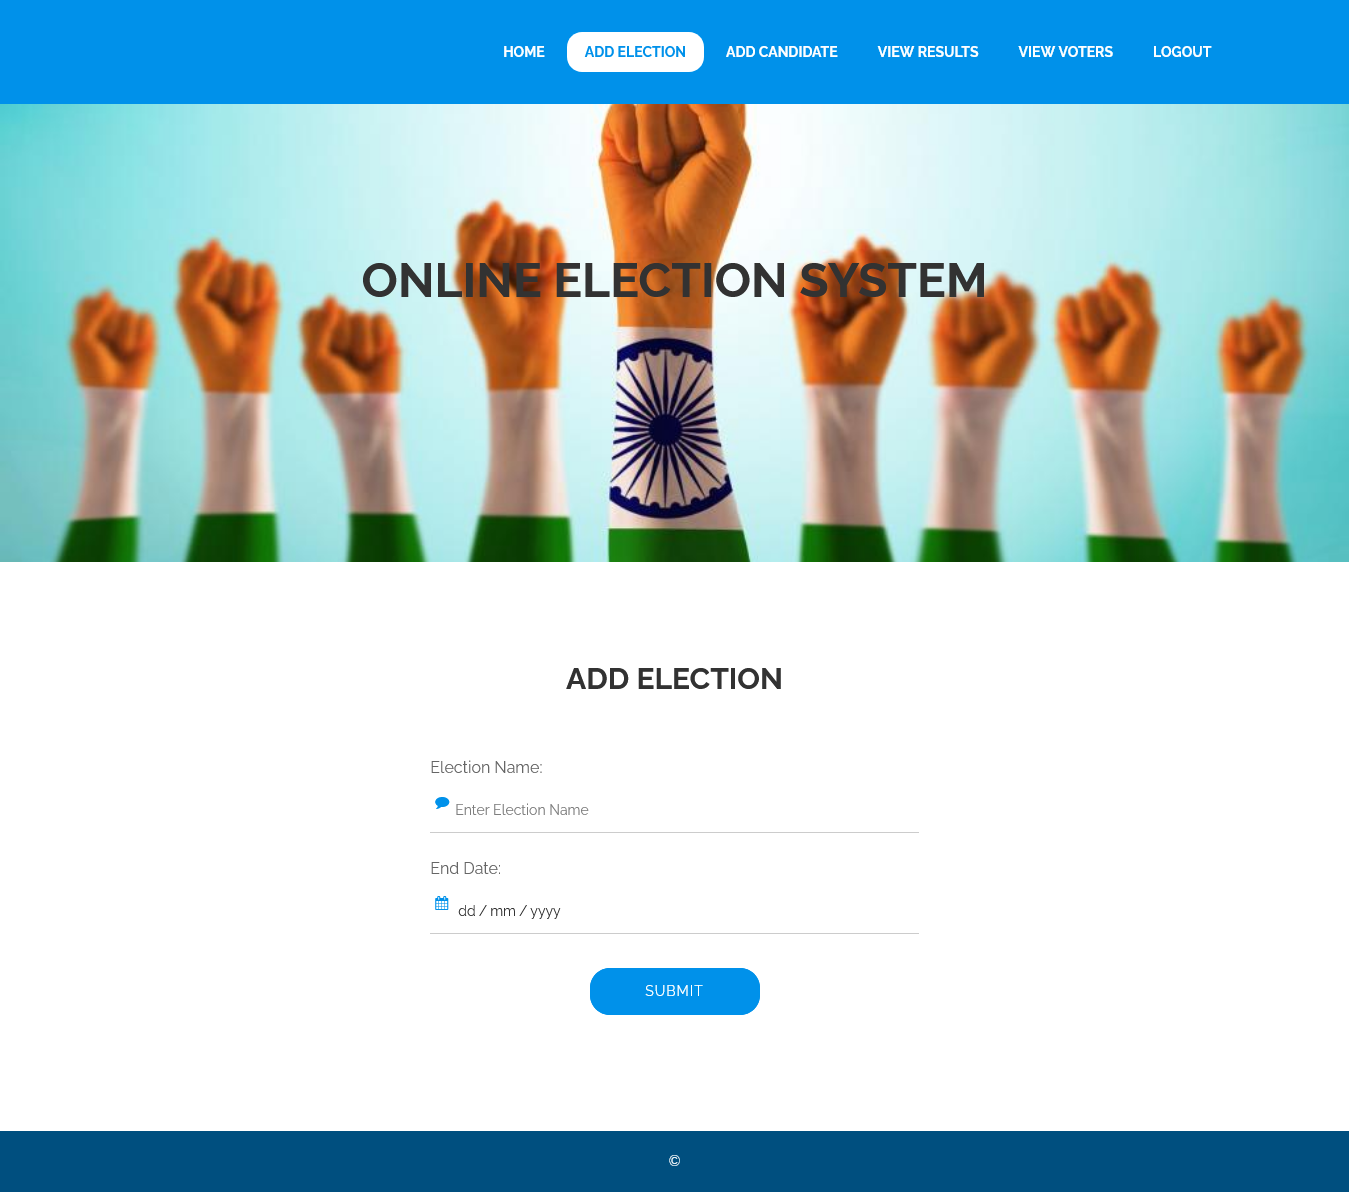 HOME ADD ELECTION ADD CANDIDATE VIEW RESULTS VIEW VOTERS LOGOUT
ONLINE ELECTION SYSTEM
ADD ELECTION
Election Name:
Enter Election Name
End Date:
dd / mm / yyyy
SUBMIT
©